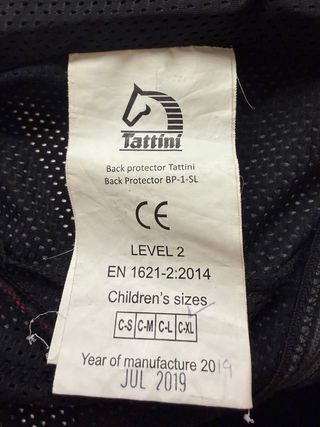 Tattini
Back protector Tattini
Back Protector BP-1-SL
CE
LEVEL 2
EN 1621-2:2014
Children's sizes
C-S C-M C-L C-XL
Year of manufacture 2019
JUL 2019